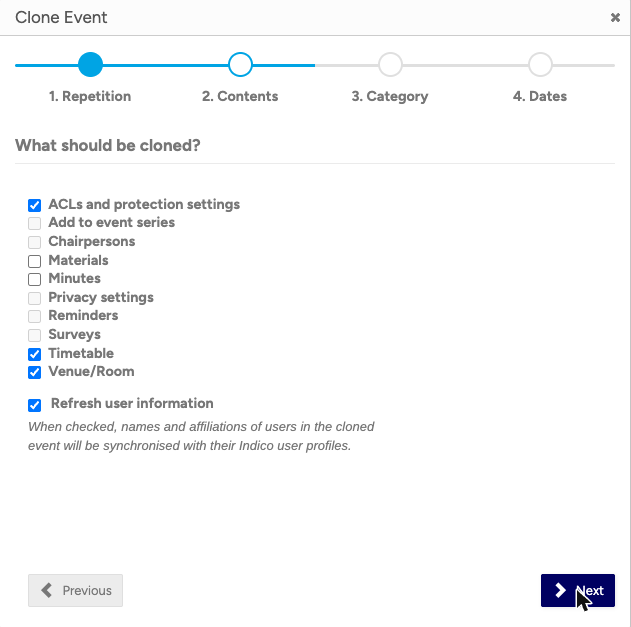 Clone Event
1. Repetition
2. Contents
3. Category
4. Dates
What should be cloned?
ACLs and protection settings
Add to event series
Chairpersons
Materials
Minutes
Privacy settings
Reminders
Surveys
Timetable
Venue/Room
Refresh user information
When checked, names and affiliations of users in the cloned
event will be synchronised with their Indico user profiles.
Previous
Next